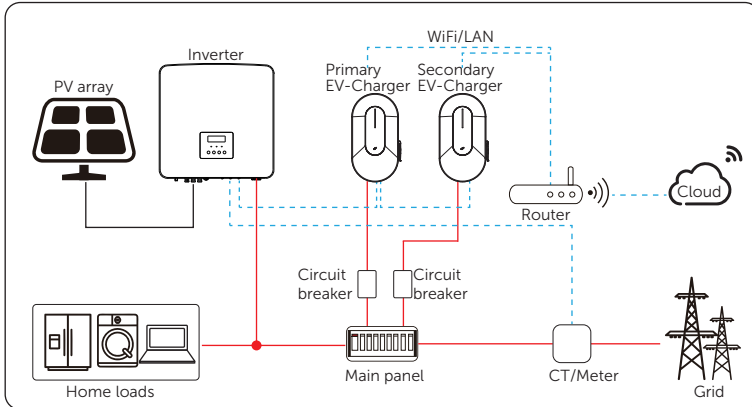 WiFi/LAN
Inverter
Primary
EV-Charger
Secondary
EV-Charger
PV array
Cloud
Router
Circuit
breaker
Circuit
breaker
Main panel
CT/Meter
Home loads
Grid